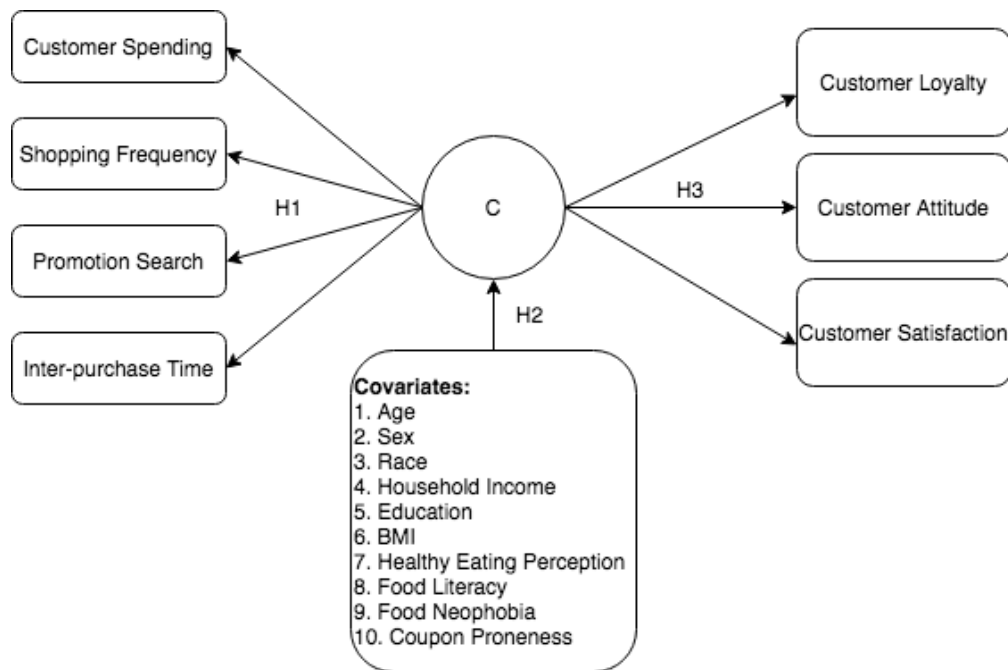 Customer Spending
Shopping Frequency
Promotion Search
Inter-purchase Time
H1
C
H2
H3
Customer Loyalty
Customer Attitude
Customer Satisfaction
Covariates:
1. Age
2. Sex
3. Race
4. Household Income
5. Education
6. BMI
7. Healthy Eating Perception
8. Food Literacy
9. Food Neophobia
10. Coupon Proneness